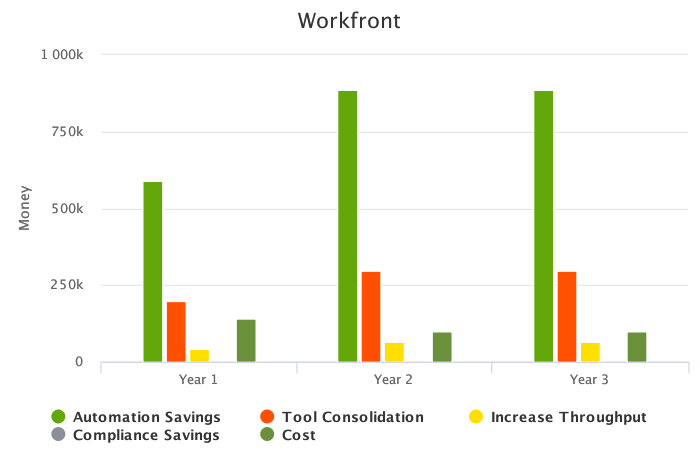 Workfront
1 000k
750k
500k
250k
0
Money
Year 1 Year 2 Year 3
Automation Savings Tool Consolidation Increase Throughput
Compliance Savings Cost